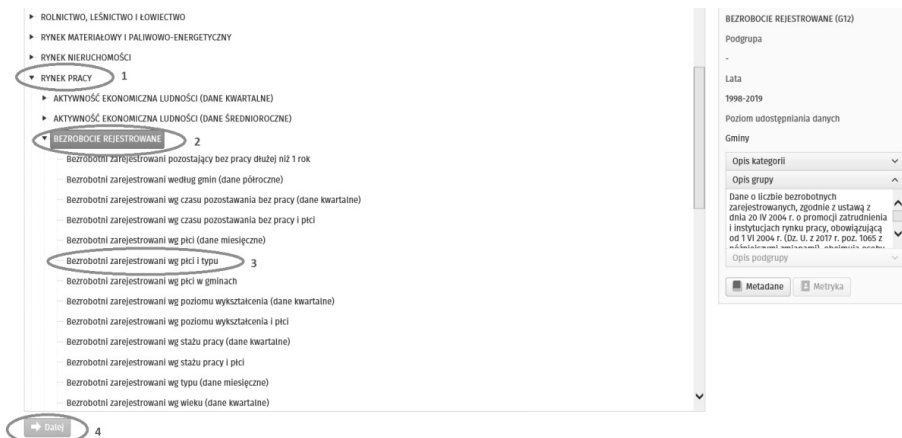 ROLNICTWO, LEŚNICTWO I ŁOWIECTWO
RYNEK MATERIAŁOWY I PALIWOWO-ENERGETYCZNY
RYNEK NIERUCHOMOŚCI
RYNEK PRACY 1
AKTYWNOŚĆ EKONOMICZNA LUDNOŚCI (DANE KWARTALNE)
AKTYWNOŚĆ EKONOMICZNA LUDNOŚCI (DANE ŚREDNIOROCZNE)
BEZROBOCIE REJESTROWANE 2
Bezrobotni zarejestrowani pozostający bez pracy dłużej niż 1 rok
Bezrobotni zarejestrowani według gmin (dane półroczne)
Bezrobotni zarejestrowani wg czasu pozostawania bez pracy (dane kwartalne)
Bezrobotni zarejestrowani wg czasu pozostawania bez pracy i płci
Bezrobotni zarejestrowani wg płci (dane miesięczne)
Bezrobotni zarejestrowani wg płci i typu 3
Bezrobotni zarejestrowani wg płci w gminach
Bezrobotni zarejestrowani wg poziomu wykształcenia (dane kwartalne)
Bezrobotni zarejestrowani wg poziomu wykształcenia i płci
Bezrobotni zarejestrowani wg stażu pracy (dane kwartalne)
Bezrobotni zarejestrowani wg stażu pracy i płci
Bezrobotni zarejestrowani wg typu (dane miesięczne)
Bezrobotni zarejestrowani wg wieku (dane kwartalne)
Dalej 4
BEZROBOCIE REJESTROWANE (G12)
Podgrupa
-
Lata
1998-2019
Poziom udostępniania danych
Gminy
Opis kategorii
Opis grupy
Dane o liczbie bezrobotnych
zarejestrowanych, zgodnie z ustawą z
dnia 20 IV 2004 r. o promocji zatrudnienia
i instytucjach rynku pracy, obowiązującą
od 1 VI 2004 r. (Dz. U. z 2017 r. poz. 1065 z
późniejszymi zmianami), obejmują osoby
Opis podgrupy
Metadane Metryka